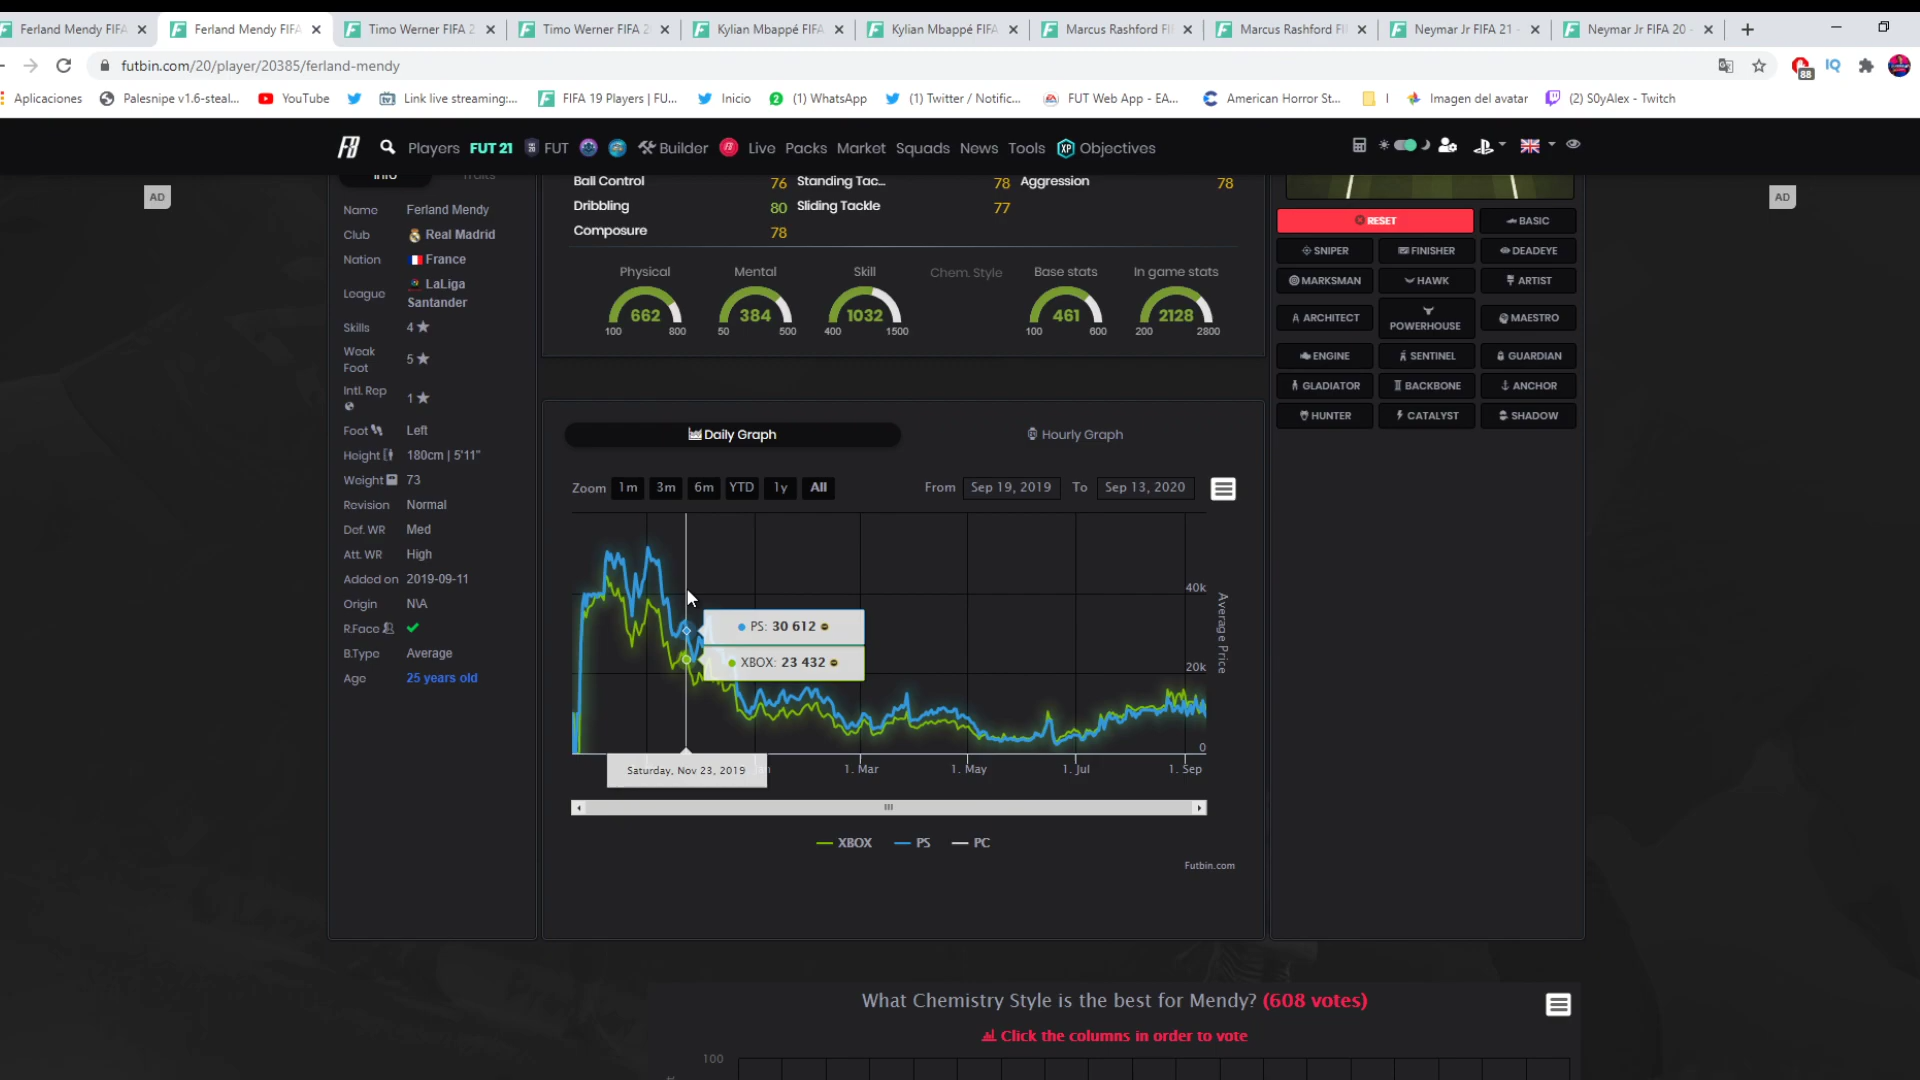 Ferland Mendy FIFA
Ferland Mendy FIFA
Timo Werner FIFA 2
Timo Werner FIFA 2
Kylian Mbappé FIFA
Kylian Mbappé FIFA
Marcus Rashford FI
Marcus Rashford FI
Neymar Jr FIFA 21 -
Neymar Jr FIFA 20 -
futbin.com/20/player/20385/ferland-mendy
88
IQ
Aplicaciones
Palesnipe v1.6-steal...
YouTube
Link live streaming:...
FIFA 19 Players | FU...
Inicio
(1) WhatsApp
(1) Twitter / Notific...
FUT Web App - EA...
American Horror St...
I
Imagen del avatar
(2) S0yAlex - Twitch
Players FUT 21 FUT Builder Live Packs Market Squads News Tools XP Objectives
AD
AD
Info
Traits
Name Ferland Mendy
Club Real Madrid
Nation France
League LaLiga Santander
Skills 4★
Weak Foot 5★
Intl. Rep 1★
Foot Left
Height 180cm | 5'11"
Weight 73
Revision Normal
Def. WR Med
Att. WR High
Added on 2019-09-11
Origin N\A
R.Face
B.Type Average
Age 25 years old
Ball Control 76
Standing Tac... 78
Aggression 78
Dribbling 80
Sliding Tackle 77
Composure 78
Physical 662 100 800
Mental 384 50 500
Skill 1032 400 1500
Chem. Style
Base stats 461 100 600
In game stats 2128 200 2800
Daily Graph
Hourly Graph
Zoom 1m 3m 6m YTD 1y All
From Sep 19, 2019 To Sep 13, 2020
40k
20k
0
Average Price
PS: 30 612
XBOX: 23 432
Saturday, Nov 23, 2019
1. Mar 1. May 1. Jul 1. Sep
XBOX PS PC
Futbin.com
RESET BASIC
SNIPER FINISHER DEADEYE
MARKSMAN HAWK ARTIST
ARCHITECT POWERHOUSE MAESTRO
ENGINE SENTINEL GUARDIAN
GLADIATOR BACKBONE ANCHOR
HUNTER CATALYST SHADOW
What Chemistry Style is the best for Mendy? (608 votes)
Click the columns in order to vote
100